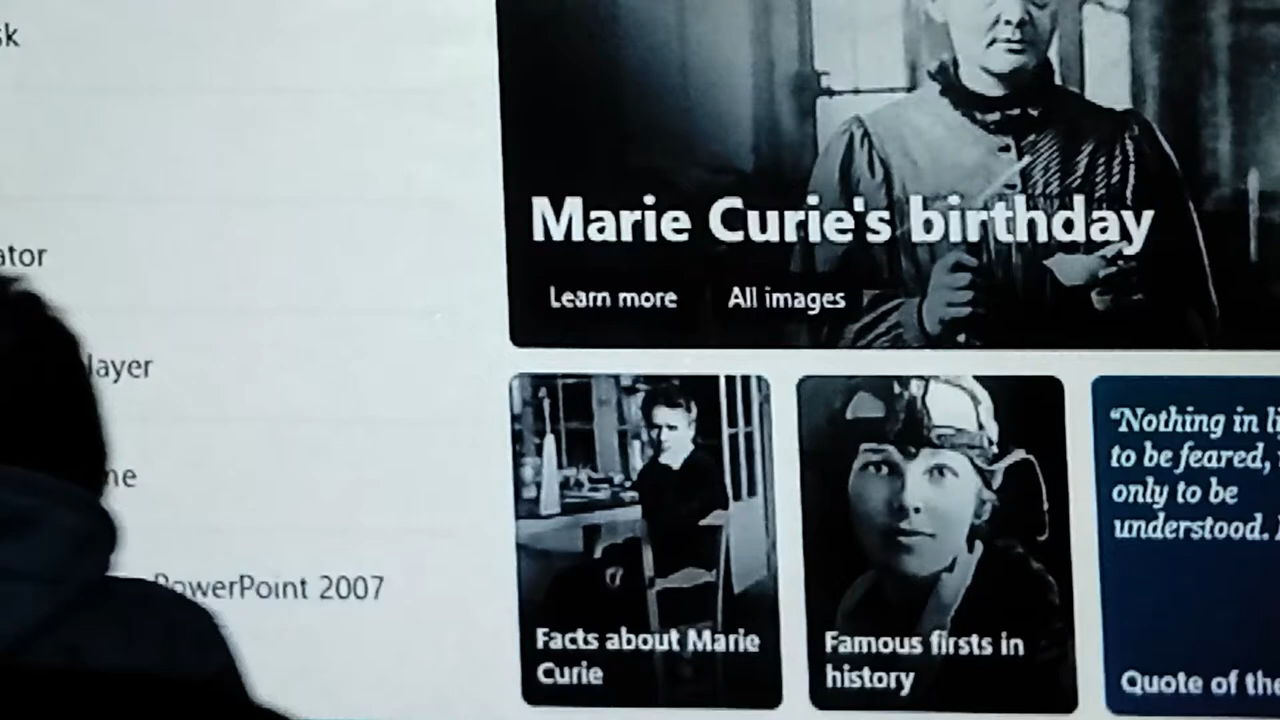 sk
ator
layer
ne
PowerPoint 2007
Marie Curie's birthday
Learn more All images
Facts about Marie
Curie
Famous firsts in
history
"Nothing in li
to be feared,
only to be
understood.
Quote of the